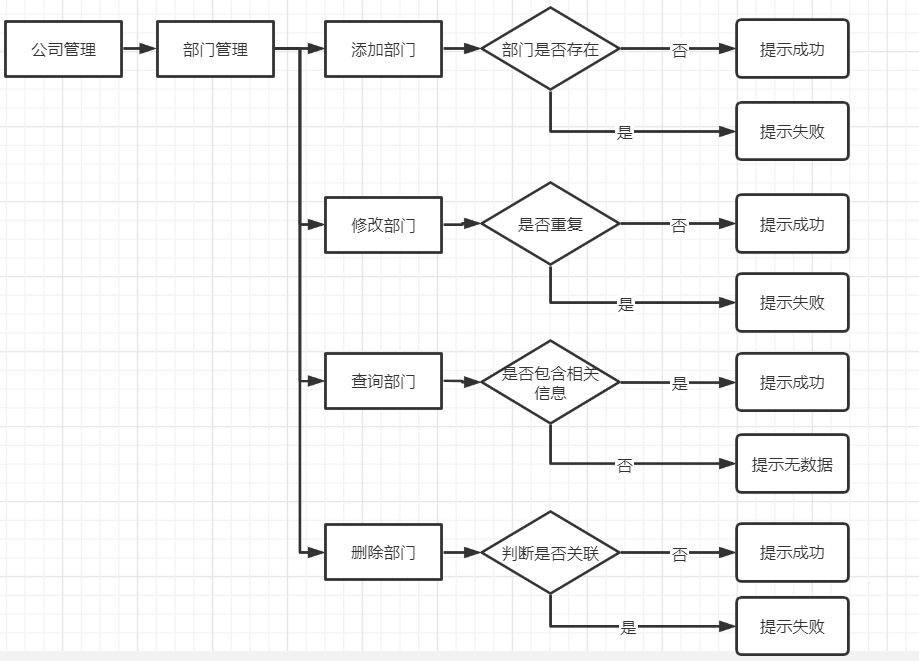 公司管理
部门管理
添加部门
部门是否存在
否
提示成功
是
提示失败
修改部门
是否重复
否
提示成功
是
提示失败
查询部门
是否包含相关
信息
是
提示成功
否
提示无数据
删除部门
判断是否关联
否
提示成功
是
提示失败